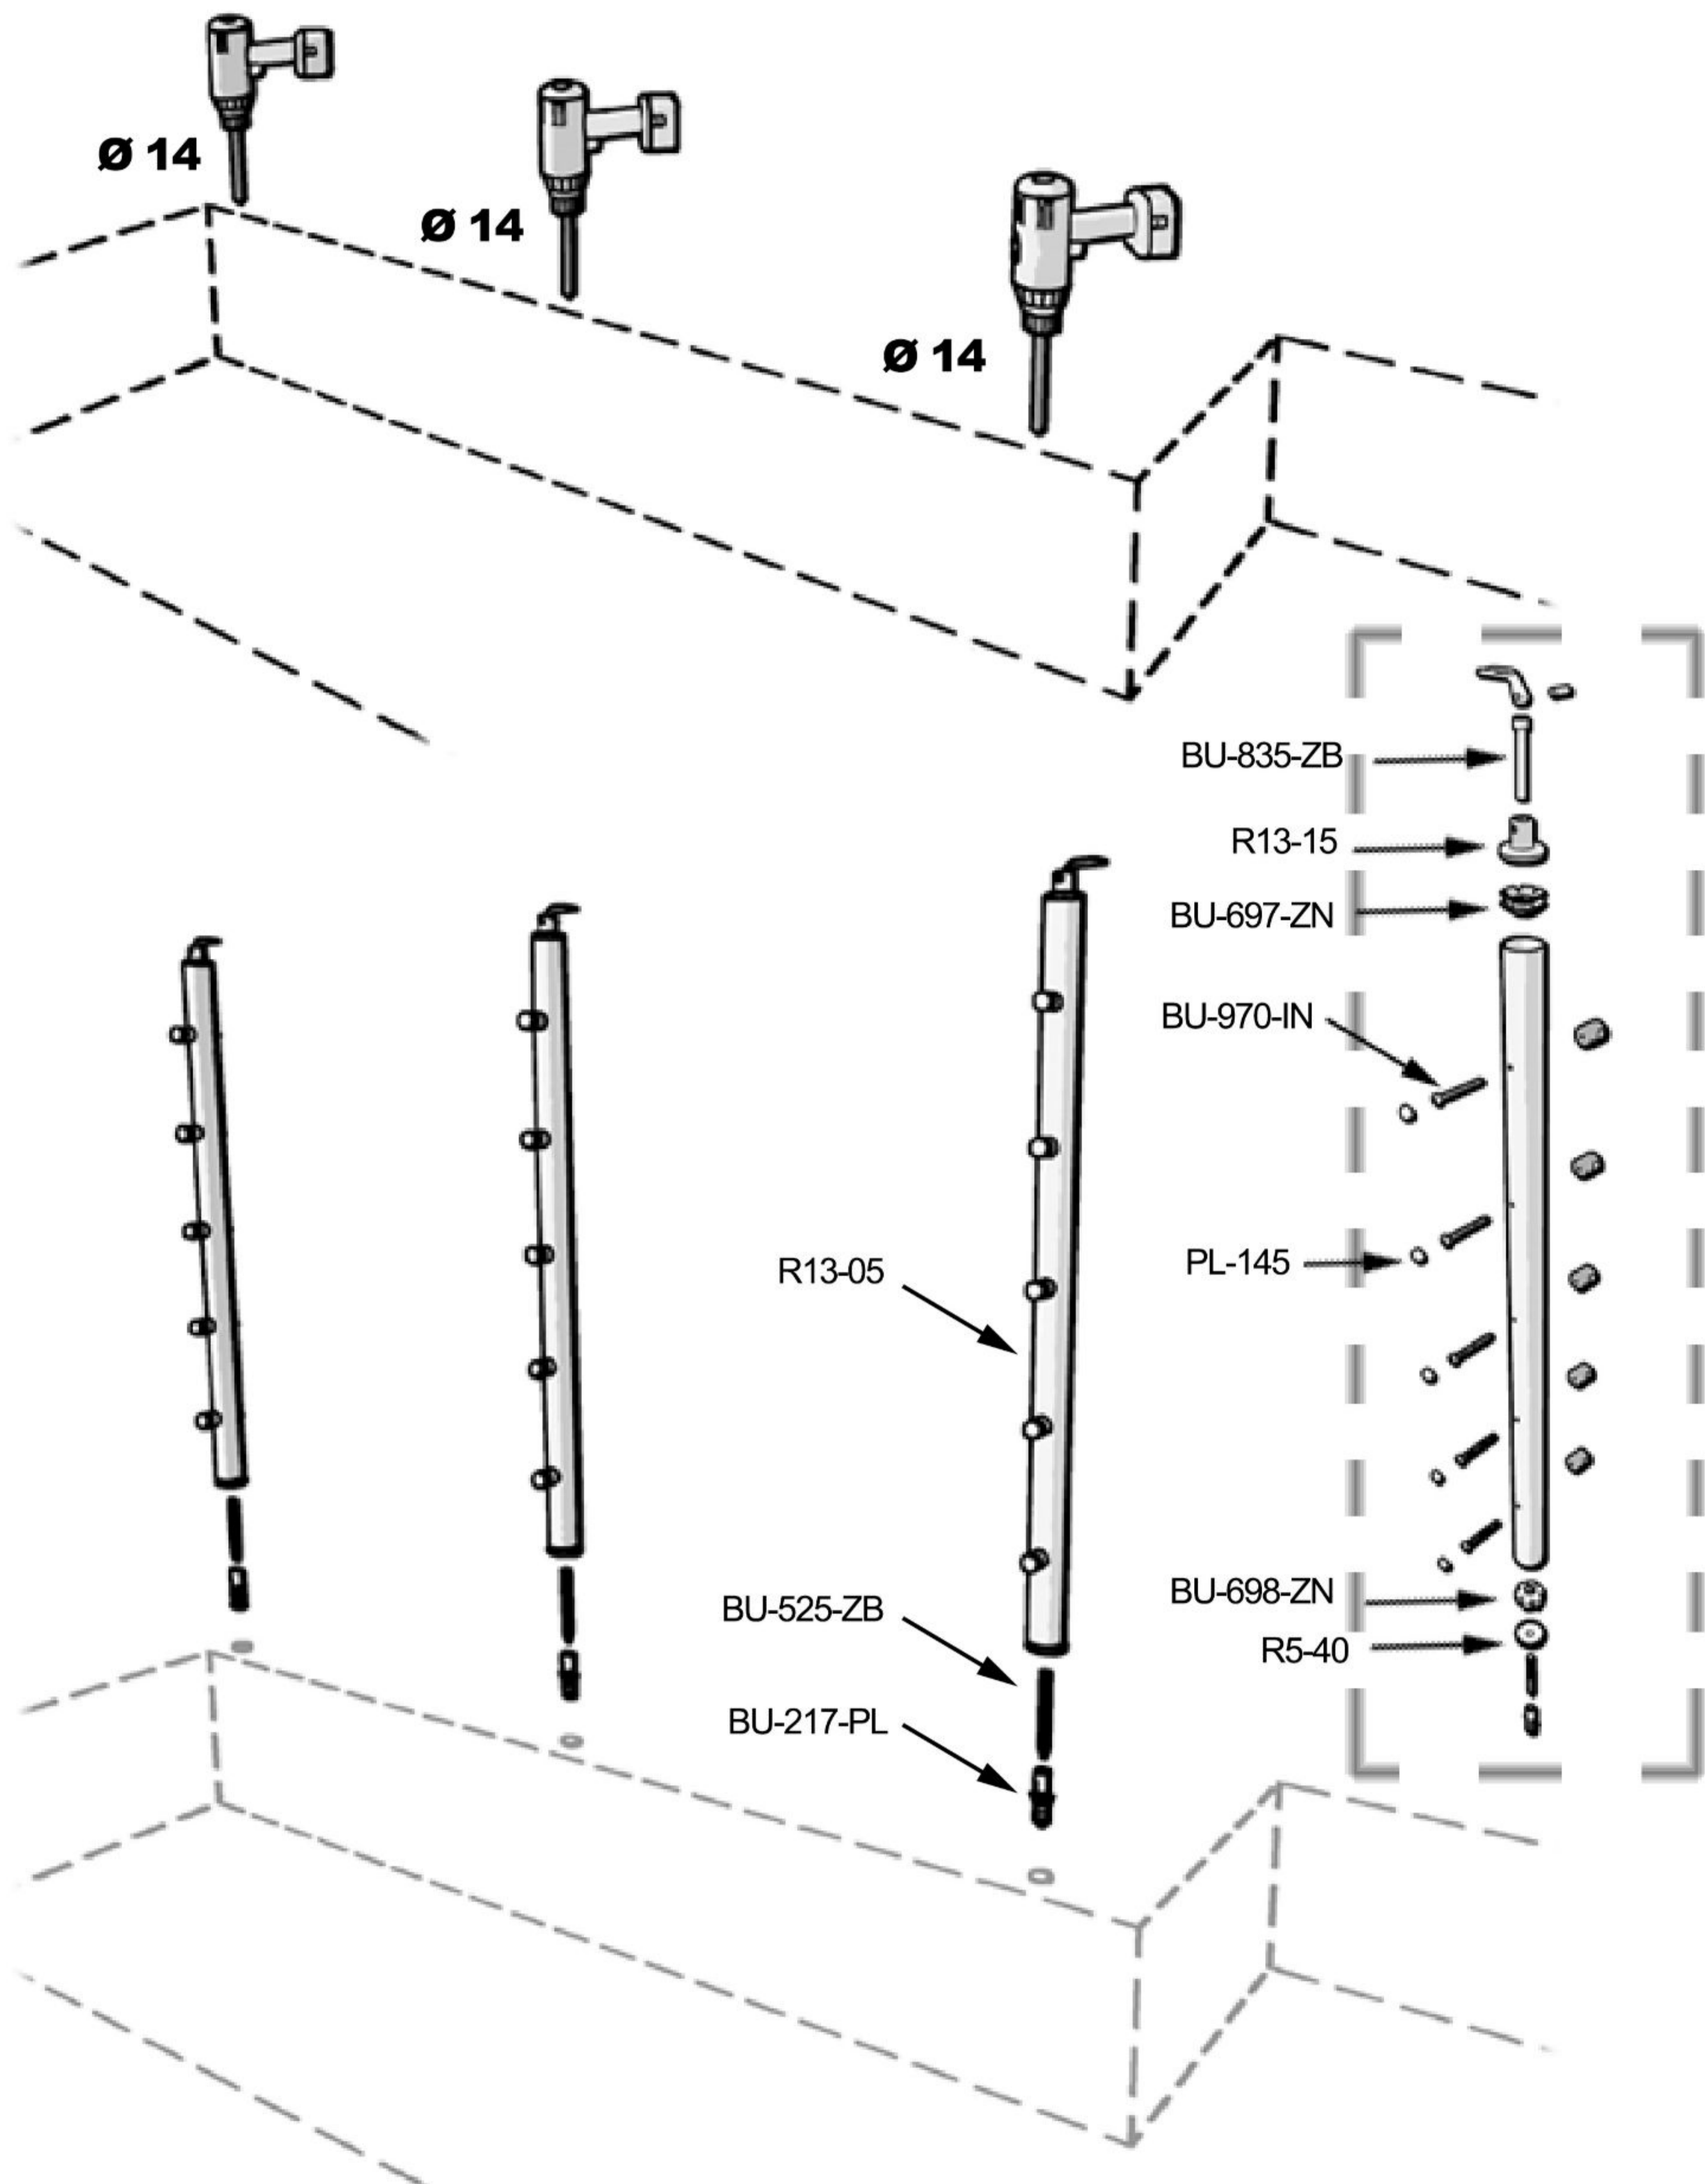 Ø 14
Ø 14
Ø 14
BU-835-ZB
R13-15
BU-697-ZN
BU-970-IN
R13-05
PL-145
BU-525-ZB
BU-698-ZN
R5-40
BU-217-PL